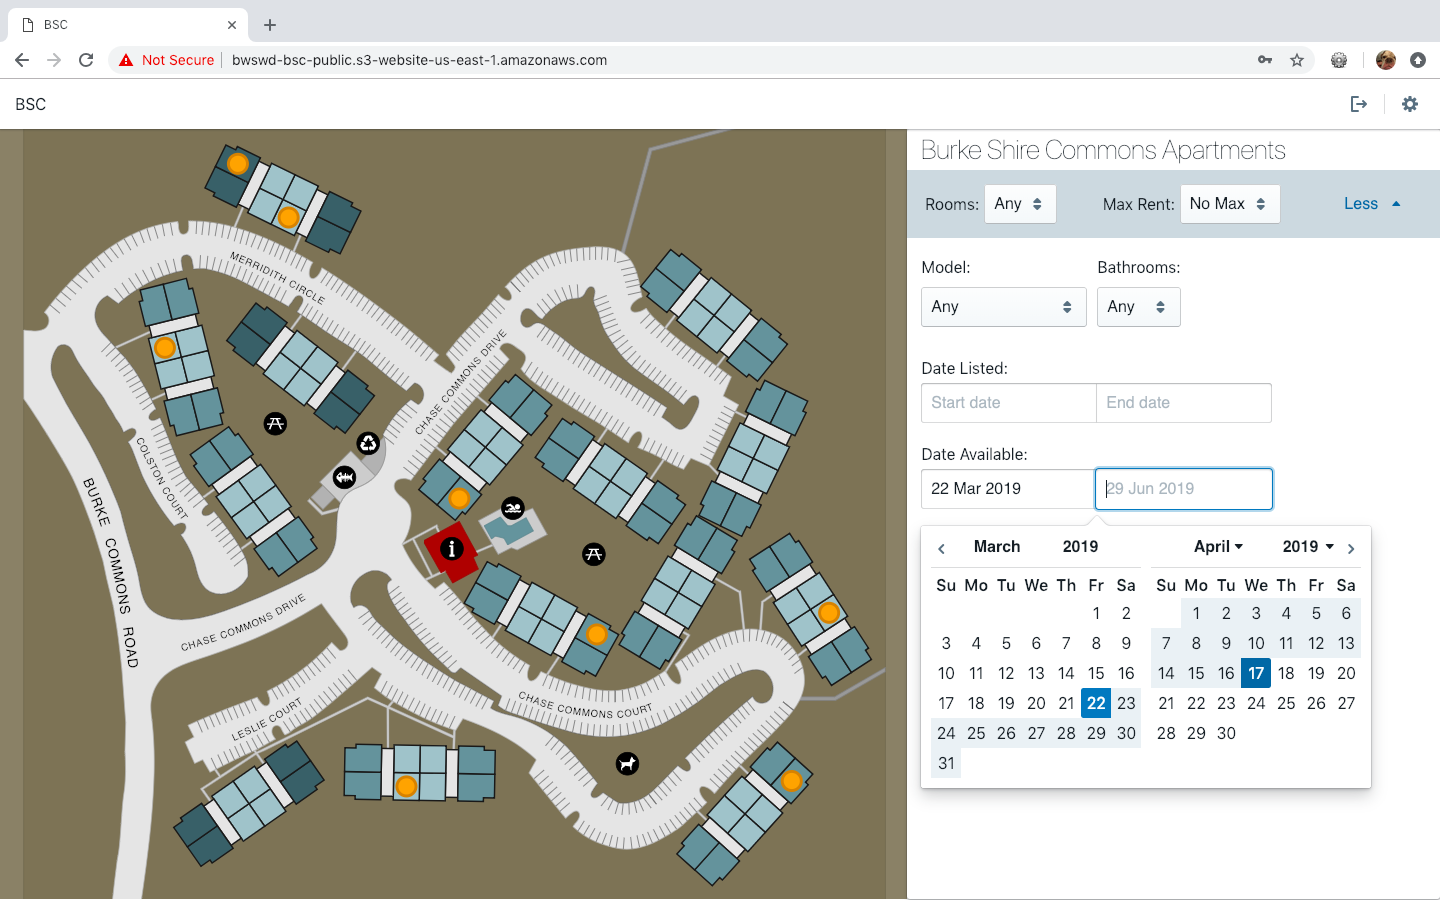 BSC
Not Secure
bwswd-bsc-public.s3-website-us-east-1.amazonaws.com
BSC
Burke Shire Commons Apartments
Rooms: Any Max Rent: No Max Less
Model: Bathrooms:
Any Any
Date Listed:
Start date End date
Date Available:
22 Mar 2019 29 Jun 2019
March 2019 April 2019
Su Mo Tu We Th Fr Sa Su Mo Tu We Th Fr Sa
1 2 1 2 3 4 5 6
3 4 5 6 7 8 9 7 8 9 10 11 12 13
10 11 12 13 14 15 16 14 15 16 17 18 19 20
17 18 19 20 21 22 23 21 22 23 24 25 26 27
24 25 26 27 28 29 30 28 29 30
31
MERRIDITH CIRCLE
CHASE COMMONS DRIVE
COLSTON COURT
BURKE COMMONS ROAD
i
CHASE COMMONS DRIVE
CHASE COMMONS COURT
LESLIE COURT